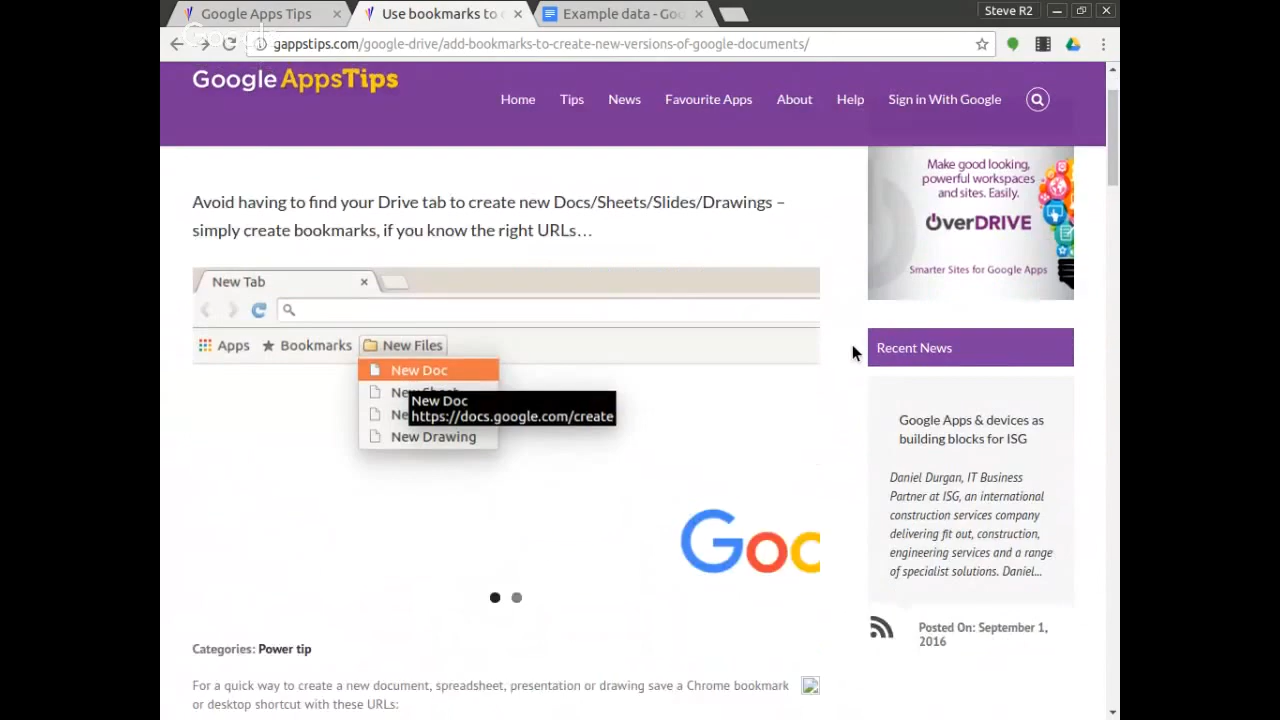 Google Apps Tips
Use bookmarks to c
Example data - Goo
Steve R2
Google
gappstips.com/google-drive/add-bookmarks-to-create-new-versions-of-google-documents/
Google AppsTips
Home Tips News Favourite Apps About Help Sign in With Google
Avoid having to find your Drive tab to create new Docs/Sheets/Slides/Drawings –
simply create bookmarks, if you know the right URLs…
New Tab
Apps Bookmarks New Files
New Doc
New Sheet
New Doc
https://docs.google.com/create
Ne
New Drawing
Goo
Categories: Power tip
For a quick way to create a new document, spreadsheet, presentation or drawing save a Chrome bookmark
or desktop shortcut with these URLs:
Make good looking,
powerful workspaces
and sites. Easily.
OverDRIVE
Smarter Sites for Google Apps
Recent News
Google Apps & devices as
building blocks for ISG
Daniel Durgan, IT Business
Partner at ISG, an international
construction services company
delivering fit out, construction,
engineering services and a range
of specialist solutions. Daniel...
Posted On: September 1,
2016